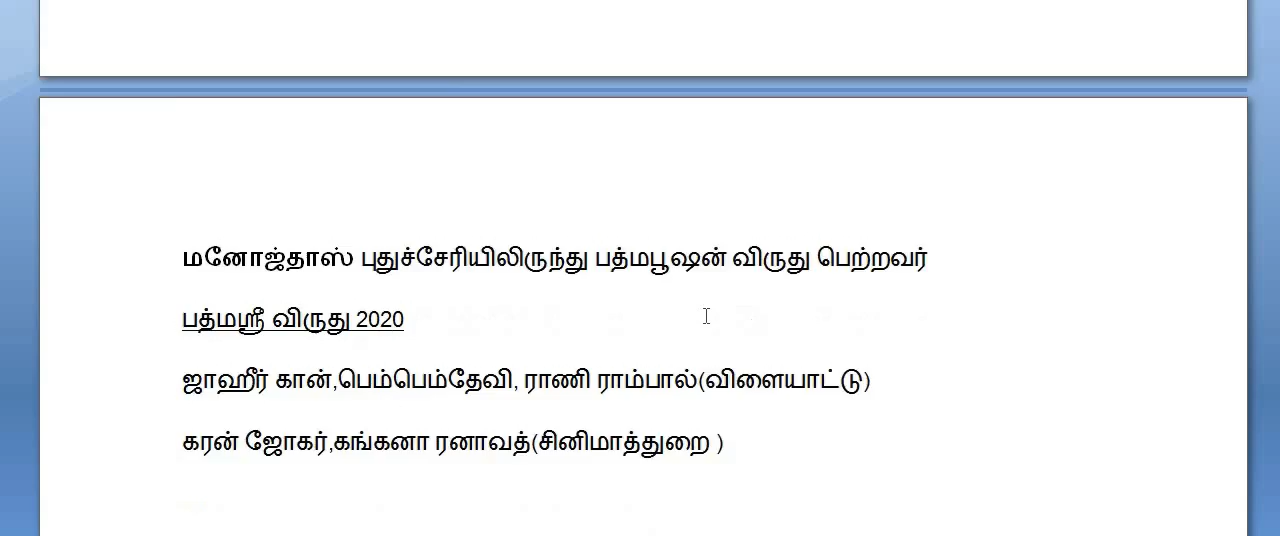 மனோஜ்தாஸ் புதுச்சேரியிலிருந்து பத்மபூஷன் விருது பெற்றவர்
பத்மஸ்ரீ விருது 2020
ஜாஹீர் கான்,பெம்பெம்தேவி, ராணி ராம்பால்(விளையாட்டு)
கரன் ஜோகர்,கங்கனா ரனாவத்(சினிமாத்துறை )